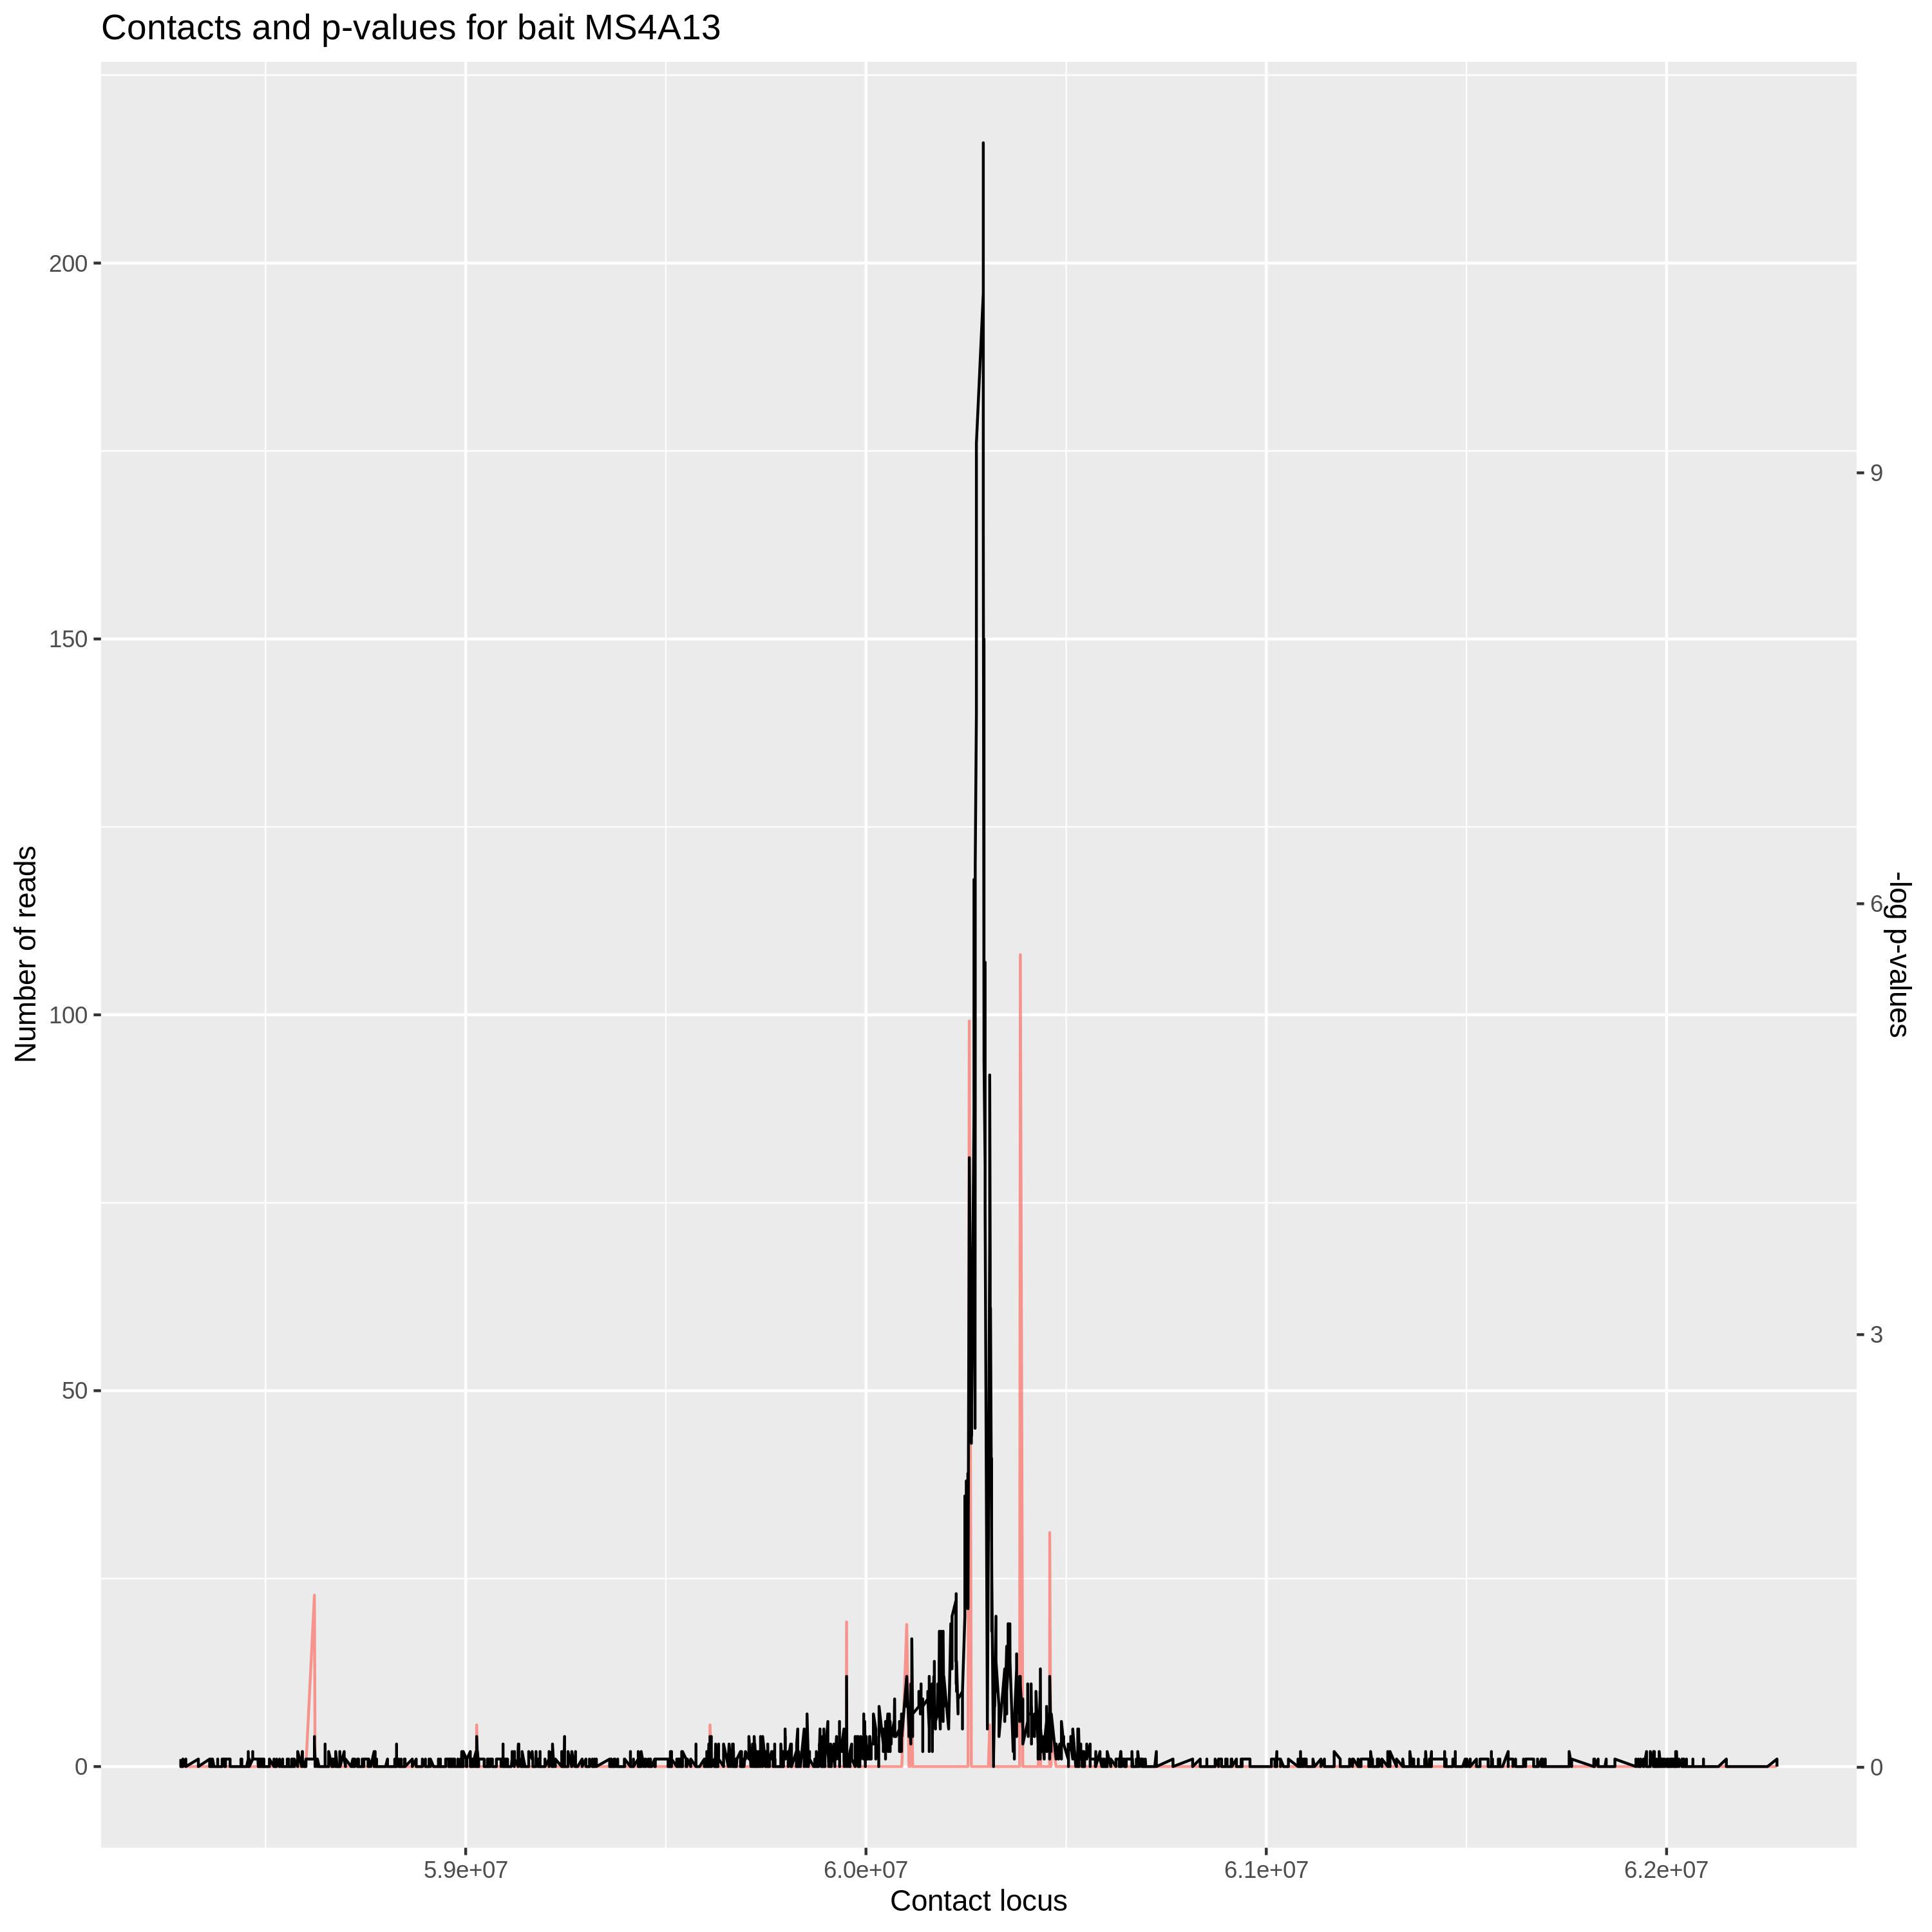 Contacts and p-values for bait MS4A13
200
150
100
50
0
Number of reads
9
6
3
0
-log p-values
5.9e+07
6.0e+07
6.1e+07
6.2e+07
Contact locus